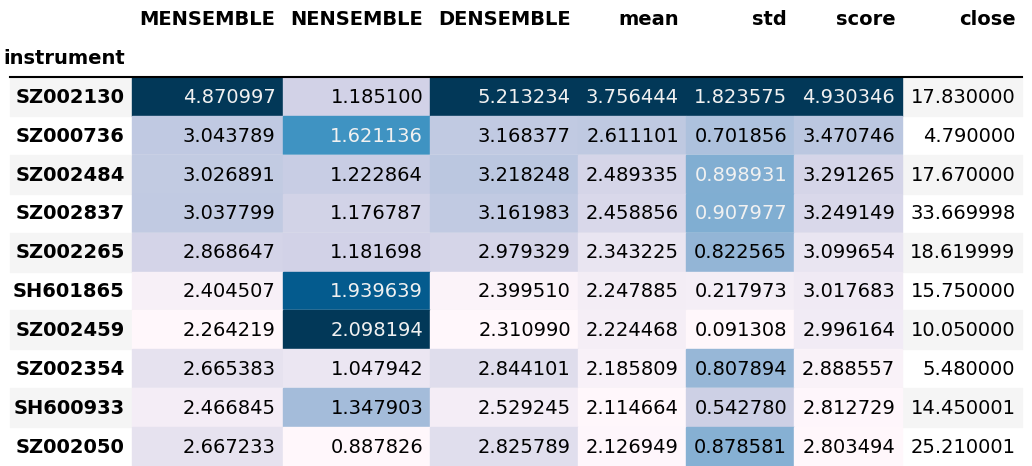 MENSEMBLE NENSEMBLE DENSEMBLE mean std score close
instrument
SZ002130 4.870997 1.185100 5.213234 3.756444 1.823575 4.930346 17.830000
SZ000736 3.043789 1.621136 3.168377 2.611101 0.701856 3.470746 4.790000
SZ002484 3.026891 1.222864 3.218248 2.489335 0.898931 3.291265 17.670000
SZ002837 3.037799 1.176787 3.161983 2.458856 0.907977 3.249149 33.669998
SZ002265 2.868647 1.181698 2.979329 2.343225 0.822565 3.099654 18.619999
SH601865 2.404507 1.939639 2.399510 2.247885 0.217973 3.017683 15.750000
SZ002459 2.264219 2.098194 2.310990 2.224468 0.091308 2.996164 10.050000
SZ002354 2.665383 1.047942 2.844101 2.185809 0.807894 2.888557 5.480000
SH600933 2.466845 1.347903 2.529245 2.114664 0.542780 2.812729 14.450001
SZ002050 2.667233 0.887826 2.825789 2.126949 0.878581 2.803494 25.210001